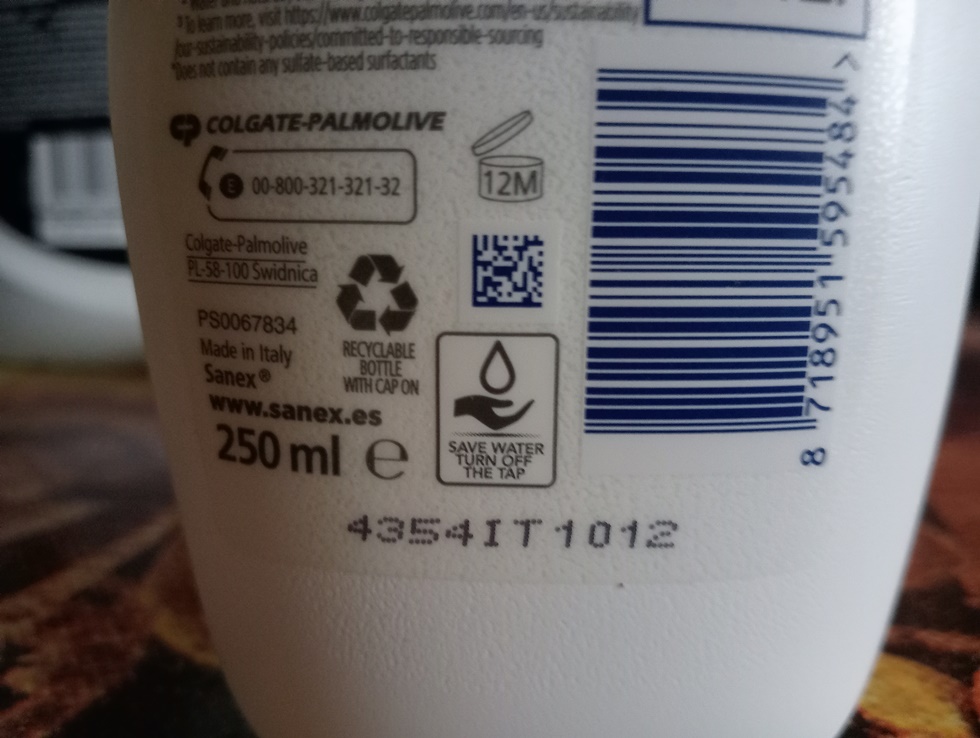 ³To learn more, visit https://www.colgatepalmolive.com/en-us/sustainability
/our-sustainability-policies/committed-to-responsible-sourcing
*Does not contain any sulfate-based surfactants
COLGATE-PALMOLIVE
E 00-800-321-321-32
12M
Colgate-Palmolive
PL-58-100 Świdnica
PS0067834
Made in Italy
Sanex®
www.sanex.es
250 ml e
RECYCLABLE
BOTTLE
WITH CAP ON
SAVE WATER
TURN OFF
THE TAP
8 718951 595484 >
4354IT1012